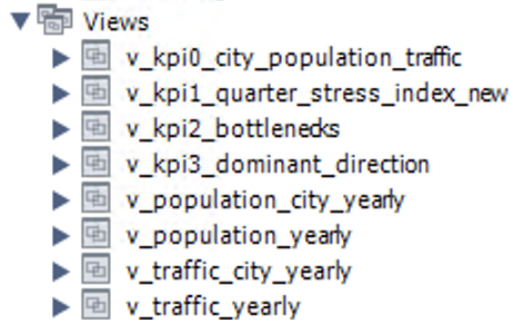 Views
v_kpi0_city_population_traffic
v_kpi1_quarter_stress_index_new
v_kpi2_bottlenecks
v_kpi3_dominant_direction
v_population_city_yearly
v_population_yearly
v_traffic_city_yearly
v_traffic_yearly